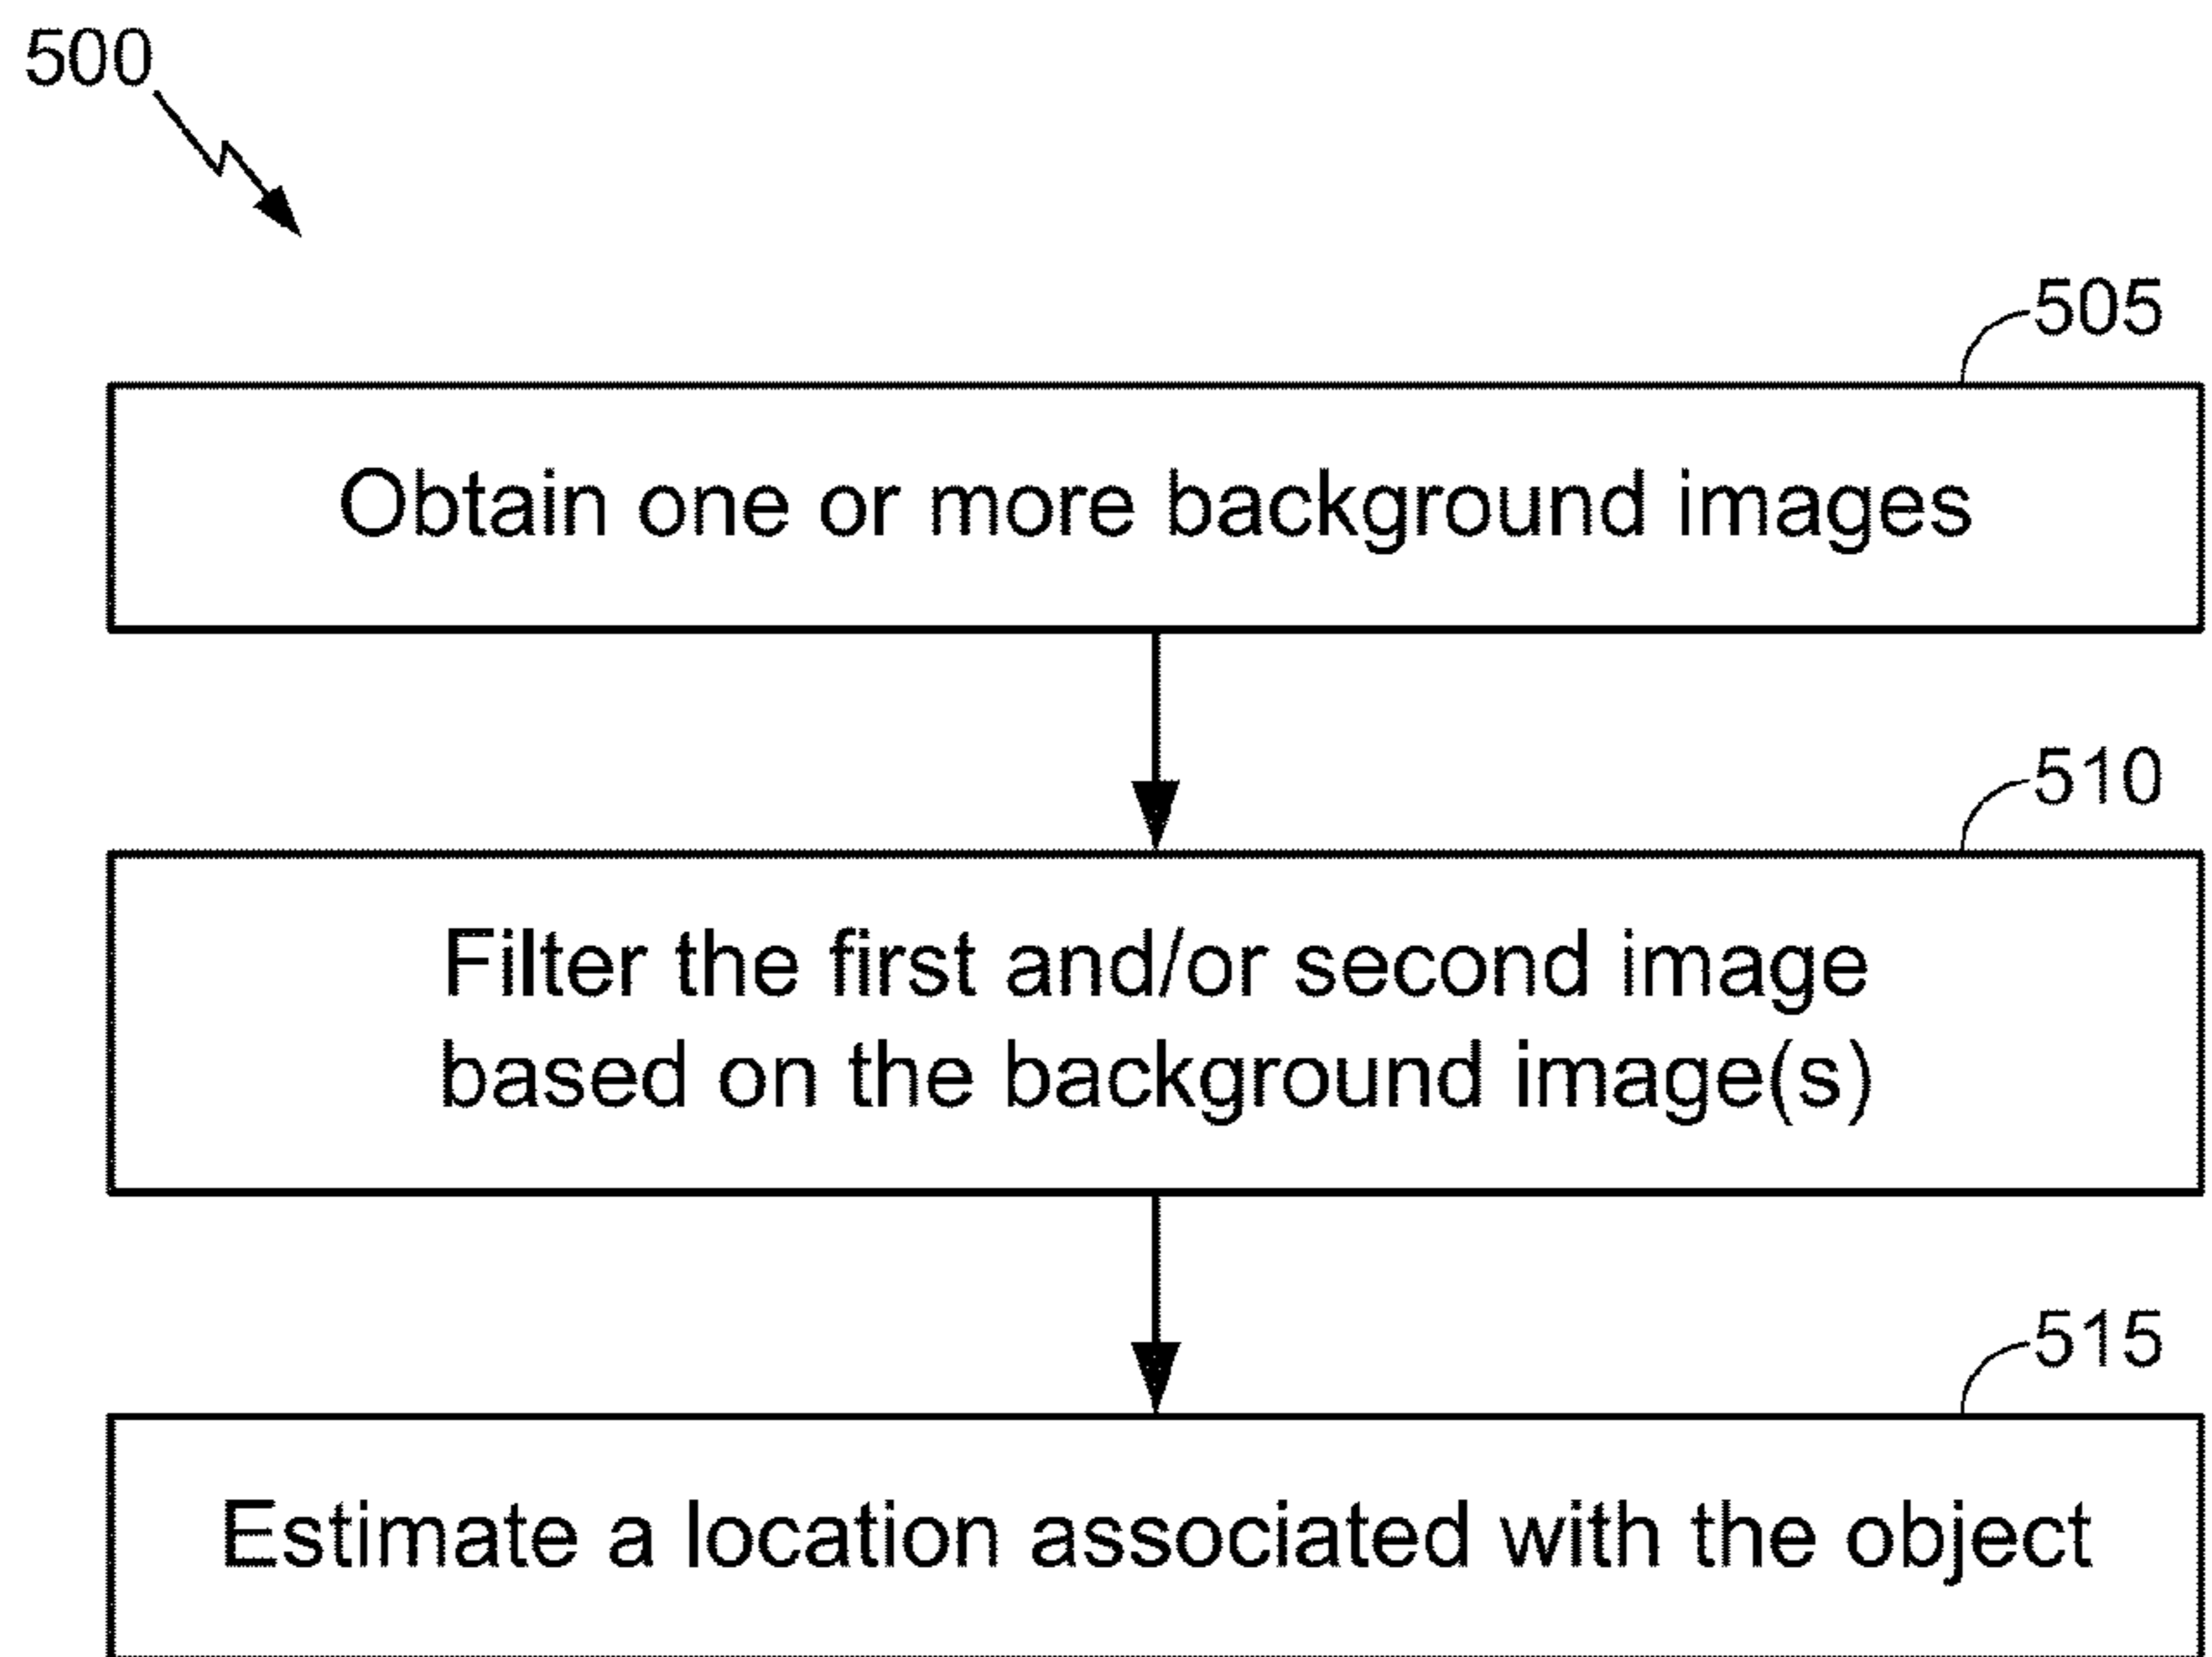 500
505
Obtain one or more background images
510
Filter the first and/or second image
based on the background image(s)
515
Estimate a location associated with the object